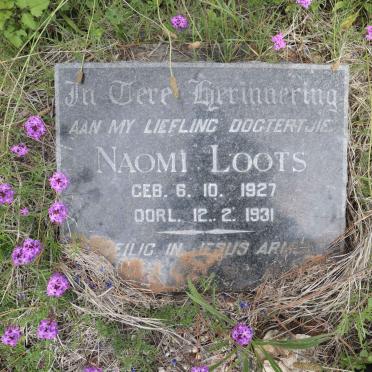 In Tere Herinnering
AAN MY LIEFLING DOGTERTJIE
NAOMI LOOTS
GEB. 6. 10. 1927
OORL. 12. 2. 1931
VEILIG IN JESUS ARMS